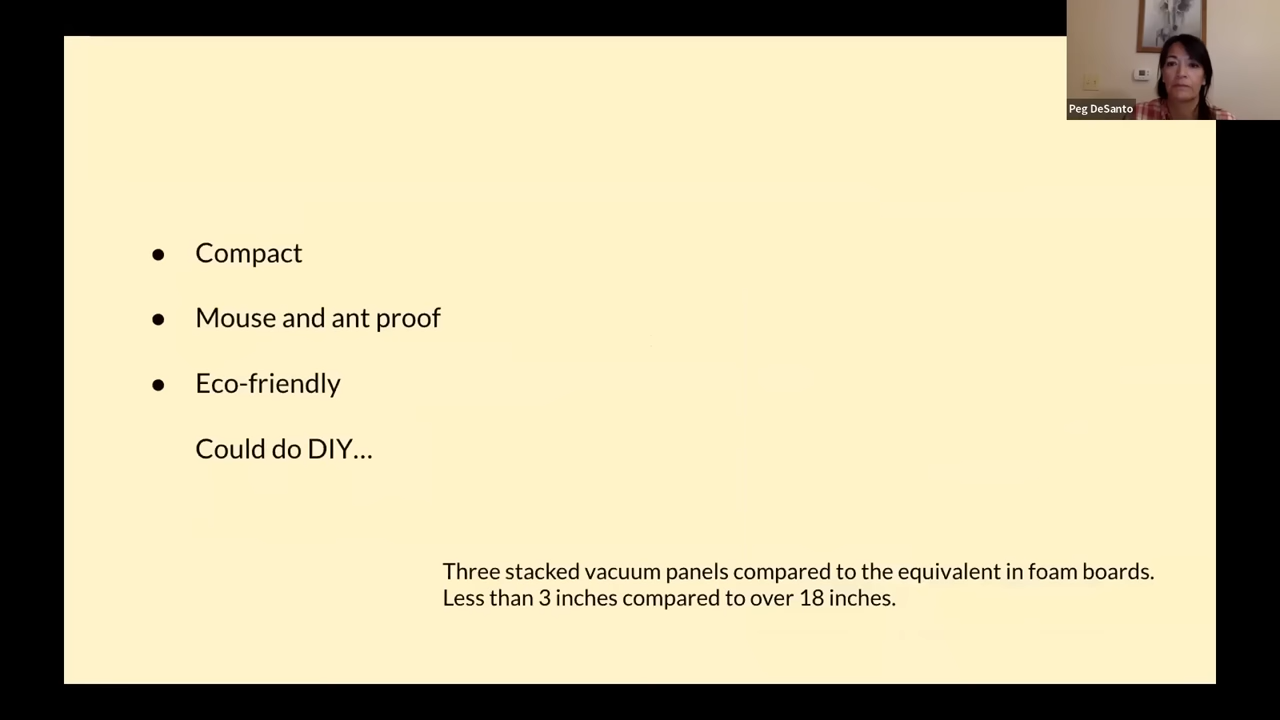 Peg DeSanto
● Compact
● Mouse and ant proof
● Eco-friendly
Could do DIY...
Three stacked vacuum panels compared to the equivalent in foam boards.
Less than 3 inches compared to over 18 inches.